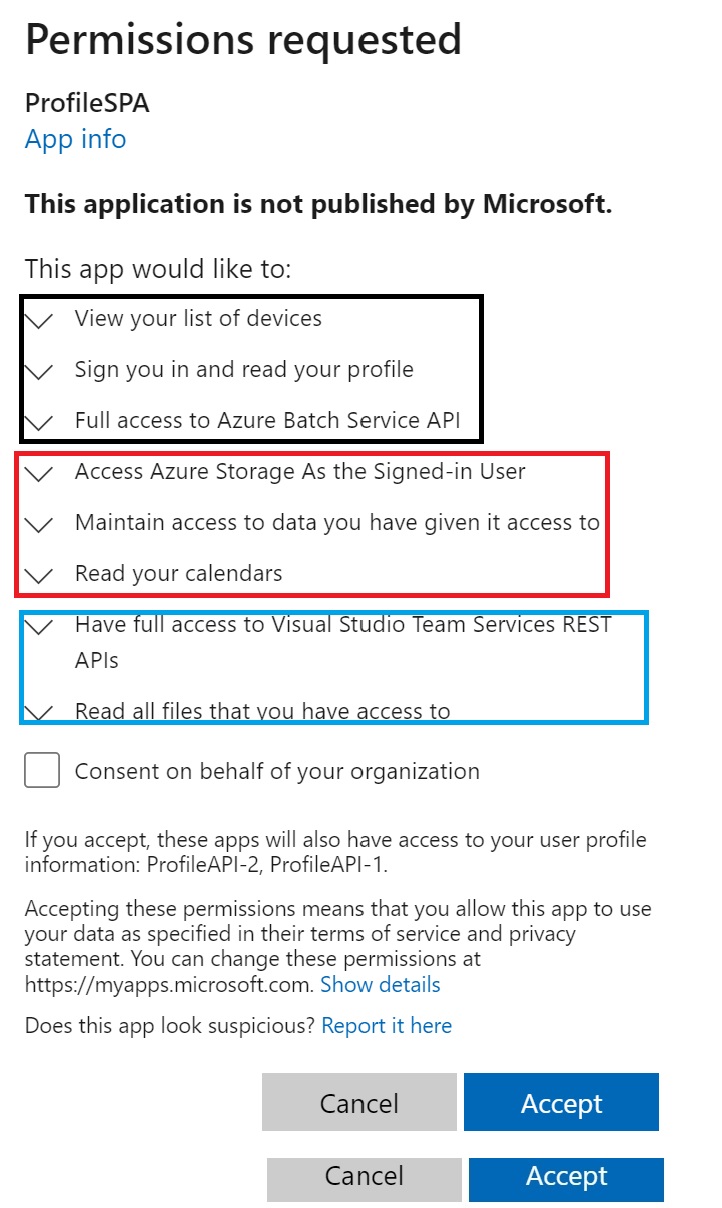 Permissions requested
ProfileSPA
App info
This application is not published by Microsoft.
This app would like to:
View your list of devices
Sign you in and read your profile
Full access to Azure Batch Service API
Access Azure Storage As the Signed-in User
Maintain access to data you have given it access to
Read your calendars
Have full access to Visual Studio Team Services REST
APIs
Read all files that you have access to
Consent on behalf of your organization
If you accept, these apps will also have access to your user profile
information: ProfileAPI-2, ProfileAPI-1.
Accepting these permissions means that you allow this app to use
your data as specified in their terms of service and privacy
statement. You can change these permissions at
https://myapps.microsoft.com. Show details
Does this app look suspicious? Report it here
Cancel Accept
Cancel Accept